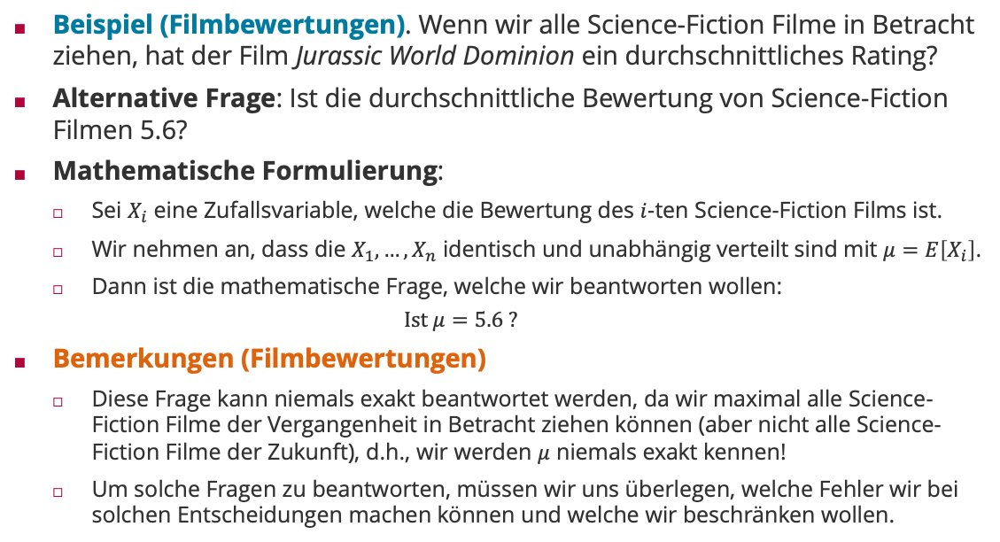 Beispiel (Filmbewertungen). Wenn wir alle Science-Fiction Filme in Betracht
ziehen, hat der Film Jurassic World Dominion ein durchschnittliches Rating?
Alternative Frage: Ist die durchschnittliche Bewertung von Science-Fiction
Filmen 5.6?
Mathematische Formulierung:
Sei X_i eine Zufallsvariable, welche die Bewertung des i-ten Science-Fiction Films ist.
Wir nehmen an, dass die X_1, … , X_n identisch und unabhängig verteilt sind mit μ = E[X_i].
Dann ist die mathematische Frage, welche wir beantworten wollen:
Ist μ = 5.6 ?
Bemerkungen (Filmbewertungen)
Diese Frage kann niemals exakt beantwortet werden, da wir maximal alle Science-
Fiction Filme der Vergangenheit in Betracht ziehen können (aber nicht alle Science-
Fiction Filme der Zukunft), d.h., wir werden μ niemals exakt kennen!
Um solche Fragen zu beantworten, müssen wir uns überlegen, welche Fehler wir bei
solchen Entscheidungen machen können und welche wir beschränken wollen.